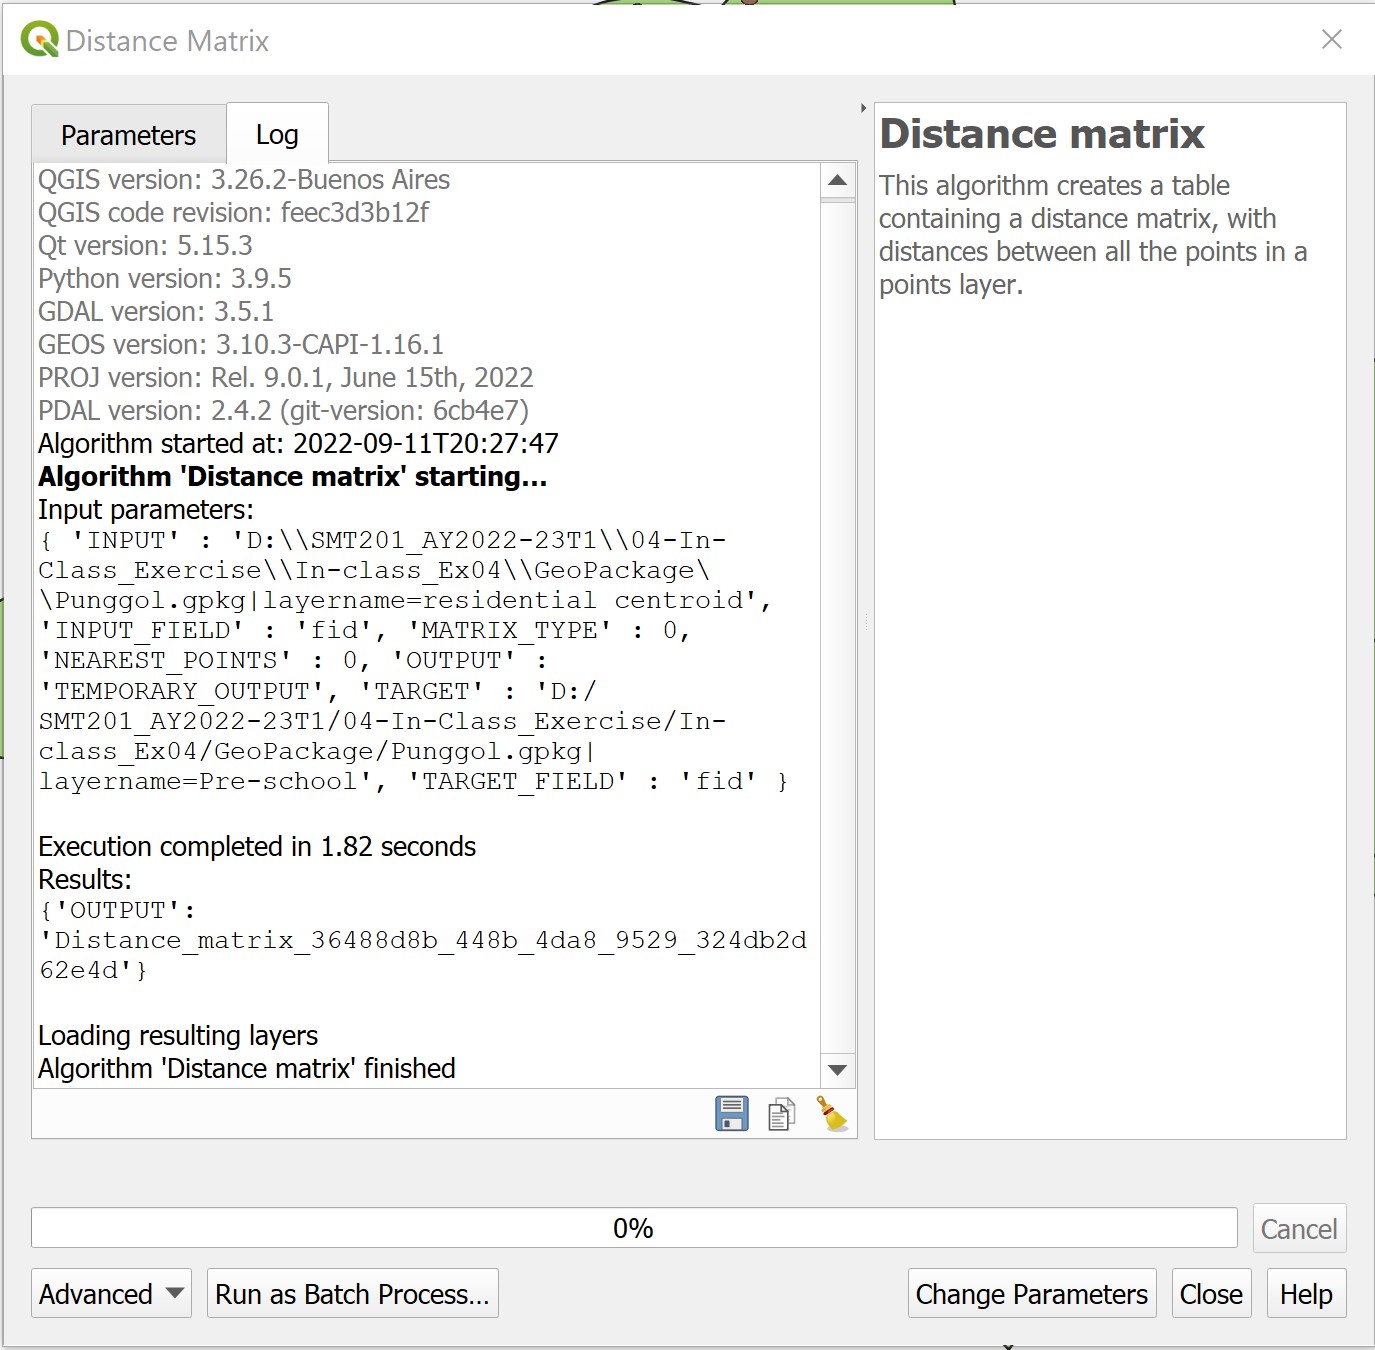 Distance Matrix
Parameters
Log
QGIS version: 3.26.2-Buenos Aires
QGIS code revision: feec3d3b12f
Qt version: 5.15.3
Python version: 3.9.5
GDAL version: 3.5.1
GEOS version: 3.10.3-CAPI-1.16.1
PROJ version: Rel. 9.0.1, June 15th, 2022
PDAL version: 2.4.2 (git-version: 6cb4e7)
Algorithm started at: 2022-09-11T20:27:47
Algorithm 'Distance matrix' starting…
Input parameters:
{ 'INPUT' : 'D:\\SMT201_AY2022-23T1\\04-In-
Class_Exercise\\In-class_Ex04\\GeoPackage\
\Punggol.gpkg|layername=residential centroid',
'INPUT_FIELD' : 'fid', 'MATRIX_TYPE' : 0,
'NEAREST_POINTS' : 0, 'OUTPUT' :
'TEMPORARY_OUTPUT', 'TARGET' : 'D:/
SMT201_AY2022-23T1/04-In-Class_Exercise/In-
class_Ex04/GeoPackage/Punggol.gpkg|
layername=Pre-school', 'TARGET_FIELD' : 'fid' }
Execution completed in 1.82 seconds
Results:
{'OUTPUT':
'Distance_matrix_36488d8b_448b_4da8_9529_324db2d
62e4d'}
Loading resulting layers
Algorithm 'Distance matrix' finished
Distance matrix
This algorithm creates a table
containing a distance matrix, with
distances between all the points in a
points layer.
0%
Cancel
Advanced
Run as Batch Process…
Change Parameters
Close
Help